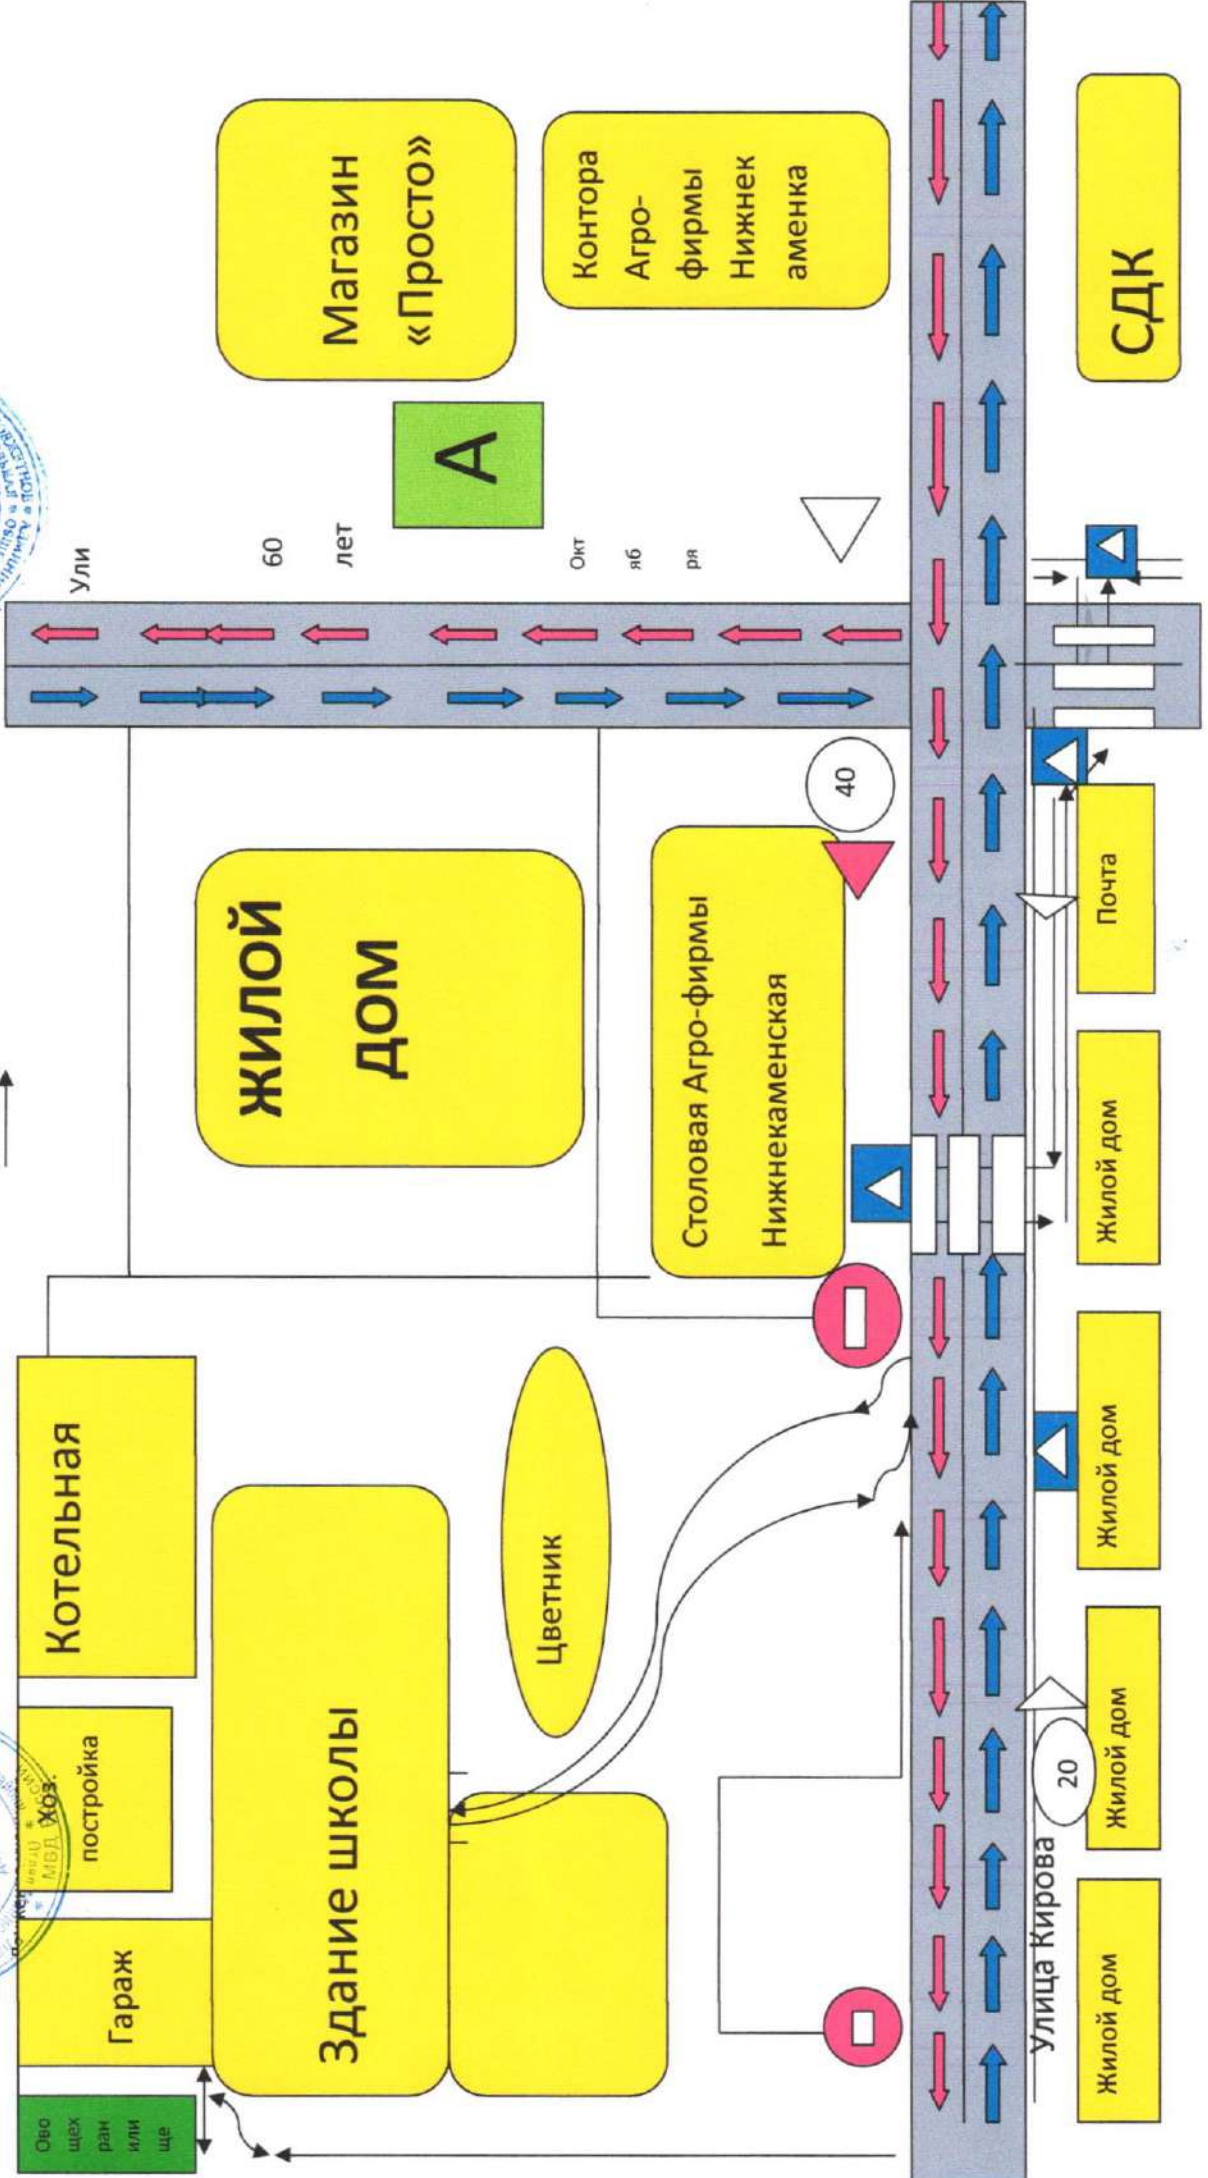 Ово
щех
ран
или
ще
Гараж
Хоз.
постройка
Котельная
Здание школы
Цветник
ЖИЛОЙ
ДОМ
Столовая Агро-фирмы
Нижнекаменская
40
Ули
60
лет
Окт
яб
ря
А
Магазин
«Просто»
Контора
Агро-
фирмы
Нижнек
аменка
Улица Кирова
20
Жилой дом
Жилой дом
Жилой дом
Жилой дом
Почта
СДК
МВД